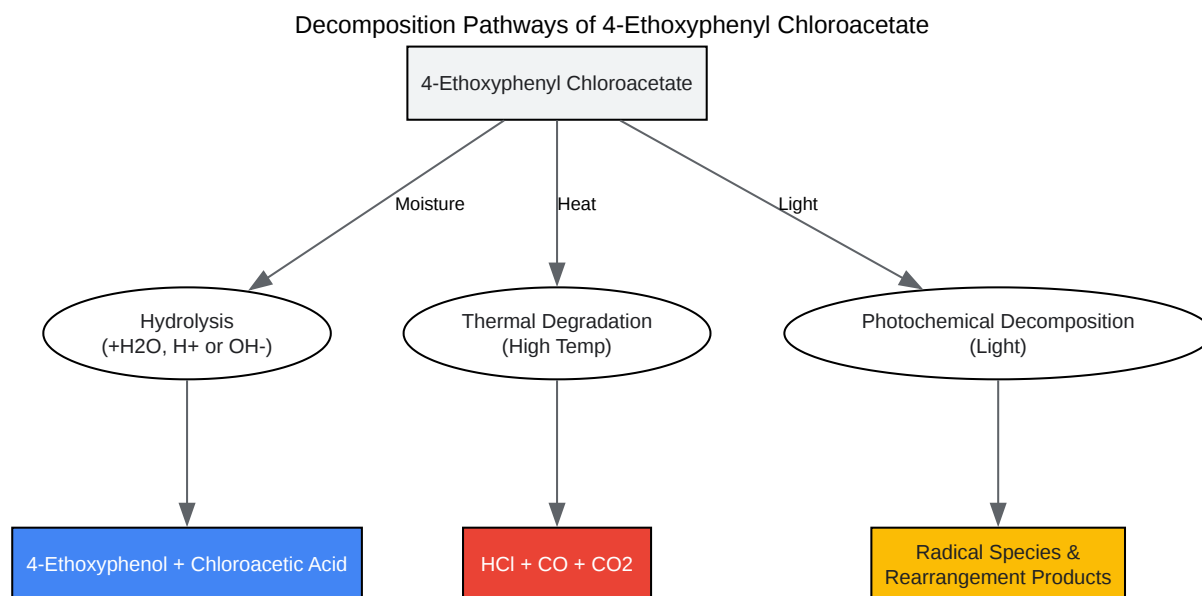 Decomposition Pathways of 4-Ethoxyphenyl Chloroacetate
4-Ethoxyphenyl Chloroacetate
Moisture
Heat
Light
Hydrolysis
(+H2O, H+ or OH-)
Thermal Degradation
(High Temp)
Photochemical Decomposition
(Light)
4-Ethoxyphenol + Chloroacetic Acid
HCl + CO + CO2
Radical Species &
Rearrangement Products